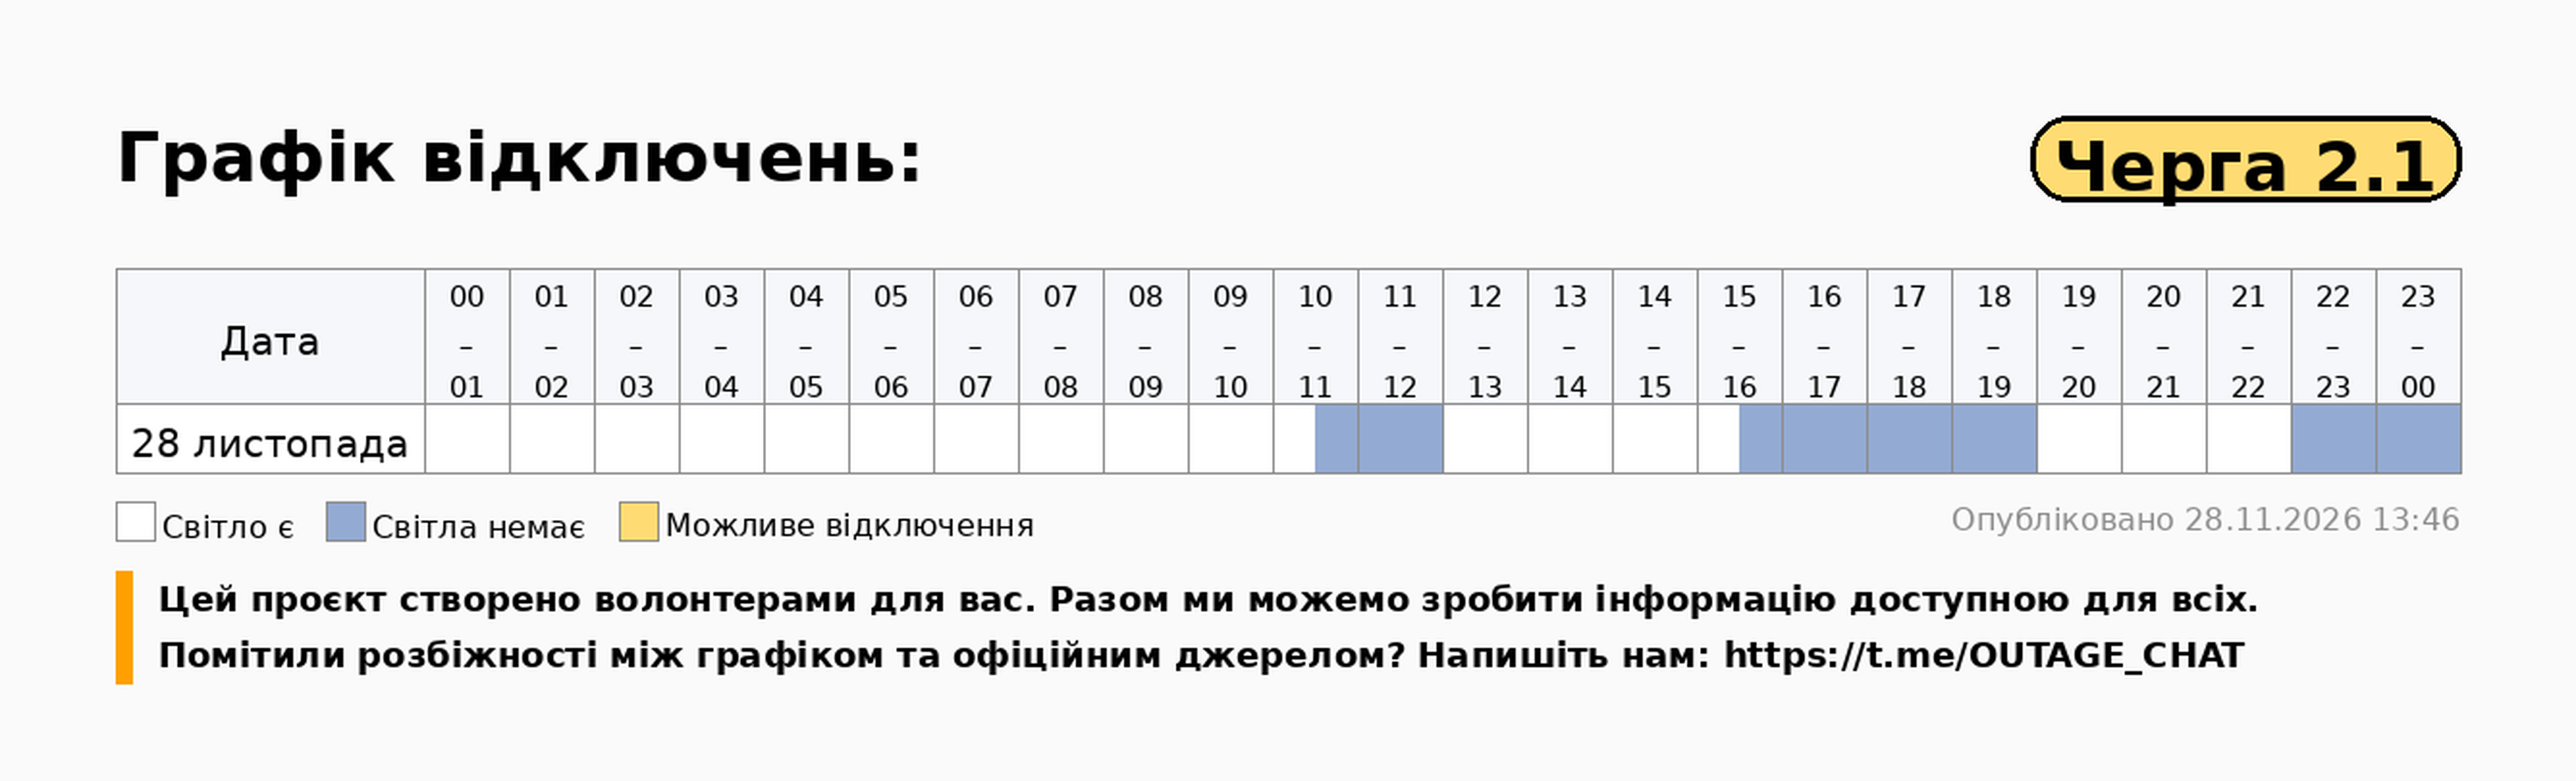 Графік відключень:
Черга 2.1
Дата
00 – 01
01 – 02
02 – 03
03 – 04
04 – 05
05 – 06
06 – 07
07 – 08
08 – 09
09 – 10
10 – 11
11 – 12
12 – 13
13 – 14
14 – 15
15 – 16
16 – 17
17 – 18
18 – 19
19 – 20
20 – 21
21 – 22
22 – 23
23 – 00
28 листопада
Світло є
Світла немає
Можливе відключення
Опубліковано 28.11.2026 13:46
Цей проєкт створено волонтерами для вас. Разом ми можемо зробити інформацію доступною для всіх.
Помітили розбіжності між графіком та офіційним джерелом? Напишіть нам: https://t.me/OUTAGE_CHAT